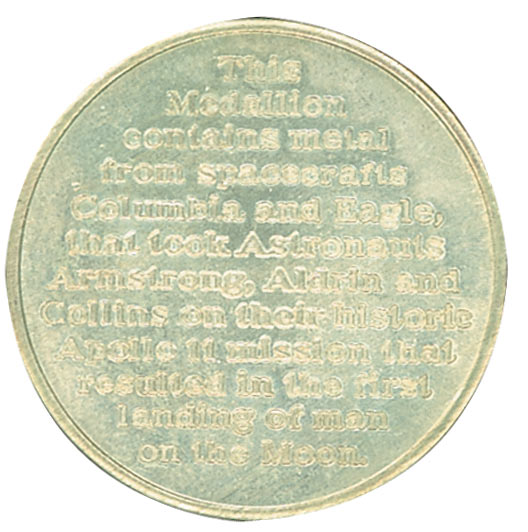 This
Medallion
contains metal
from spacecrafts
Columbia and Eagle,
that took Astronauts
Armstrong, Aldrin and
Collins on their historic
Apollo 11 mission that
resulted in the first
landing of man
on the Moon.